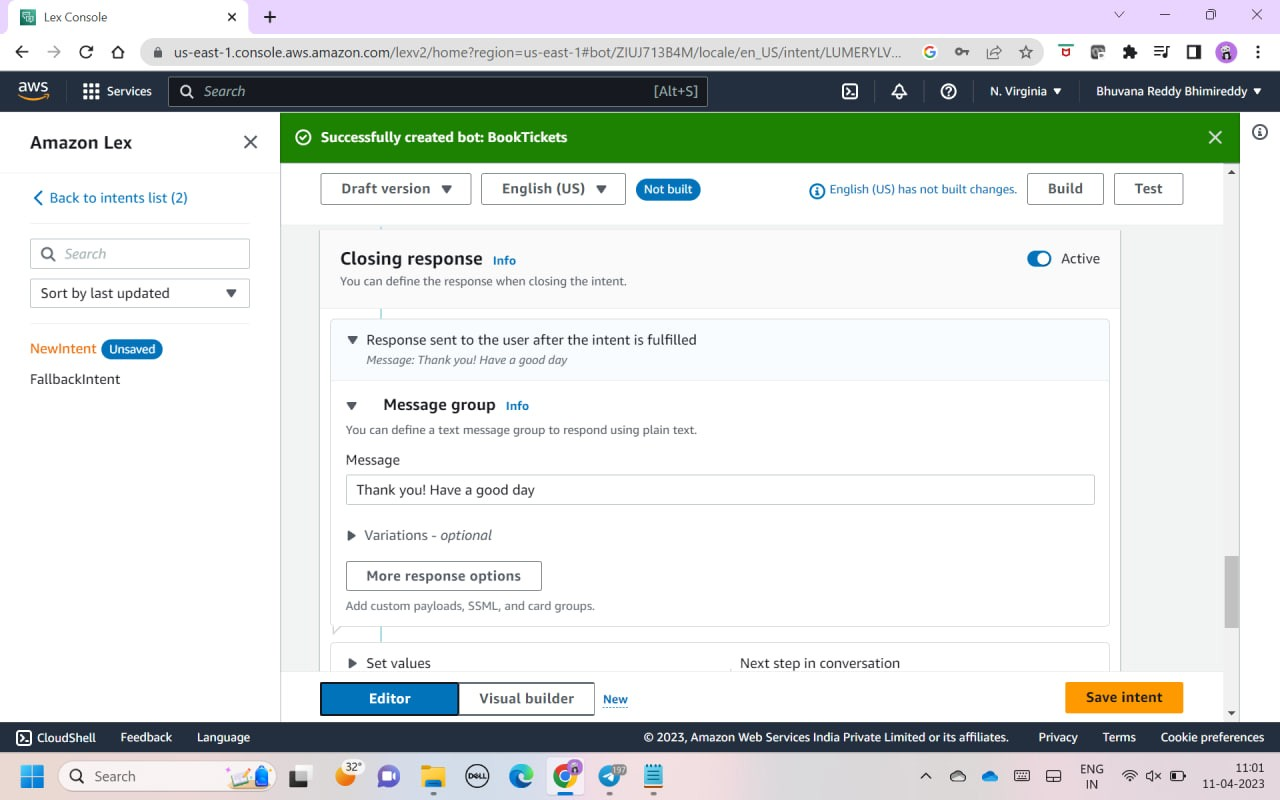 Lex Console
us-east-1.console.aws.amazon.com/lexv2/home?region=us-east-1#bot/ZIUJ713B4M/locale/en_US/intent/LUMERYLV...
aws
Services
Search
[Alt+S]
N. Virginia
Bhuvana Reddy Bhimireddy
Amazon Lex
Successfully created bot: BookTickets
Back to intents list (2)
Search
Sort by last updated
NewIntent Unsaved
FallbackIntent
Draft version
English (US)
Not built
English (US) has not built changes.
Build
Test
Closing response Info
Active
You can define the response when closing the intent.
Response sent to the user after the intent is fulfilled
Message: Thank you! Have a good day
Message group Info
You can define a text message group to respond using plain text.
Message
Thank you! Have a good day
Variations - optional
More response options
Add custom payloads, SSML, and card groups.
Set values
Next step in conversation
Editor
Visual builder
New
Save intent
CloudShell
Feedback
Language
© 2023, Amazon Web Services India Private Limited or its affiliates.
Privacy
Terms
Cookie preferences
Search
32°
DELL
197
ENG
IN
11:01
11-04-2023